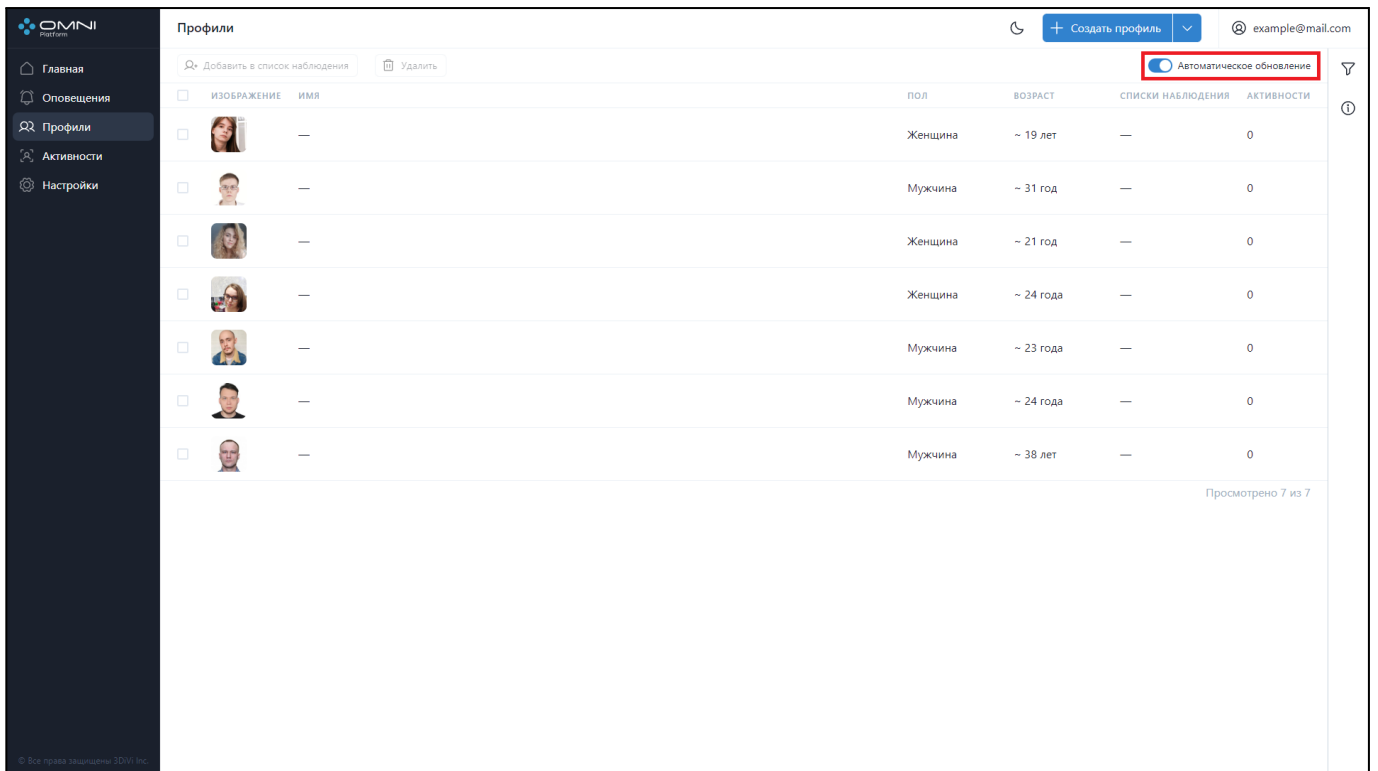 OMNI
Platform
Профили
Создать профиль
example@mail.com
Главная
Оповещения
Профили
Активности
Настройки
Добавить в список наблюдения
Удалить
Автоматическое обновление
ИЗОБРАЖЕНИЕ ИМЯ ПОЛ ВОЗРАСТ СПИСКИ НАБЛЮДЕНИЯ АКТИВНОСТИ
— Женщина ~ 19 лет — 0
— Мужчина ~ 31 год — 0
— Женщина ~ 21 год — 0
— Женщина ~ 24 года — 0
— Мужчина ~ 23 года — 0
— Мужчина ~ 24 года — 0
— Мужчина ~ 38 лет — 0
Просмотрено 7 из 7
© Все права защищены 3DiVi Inc.